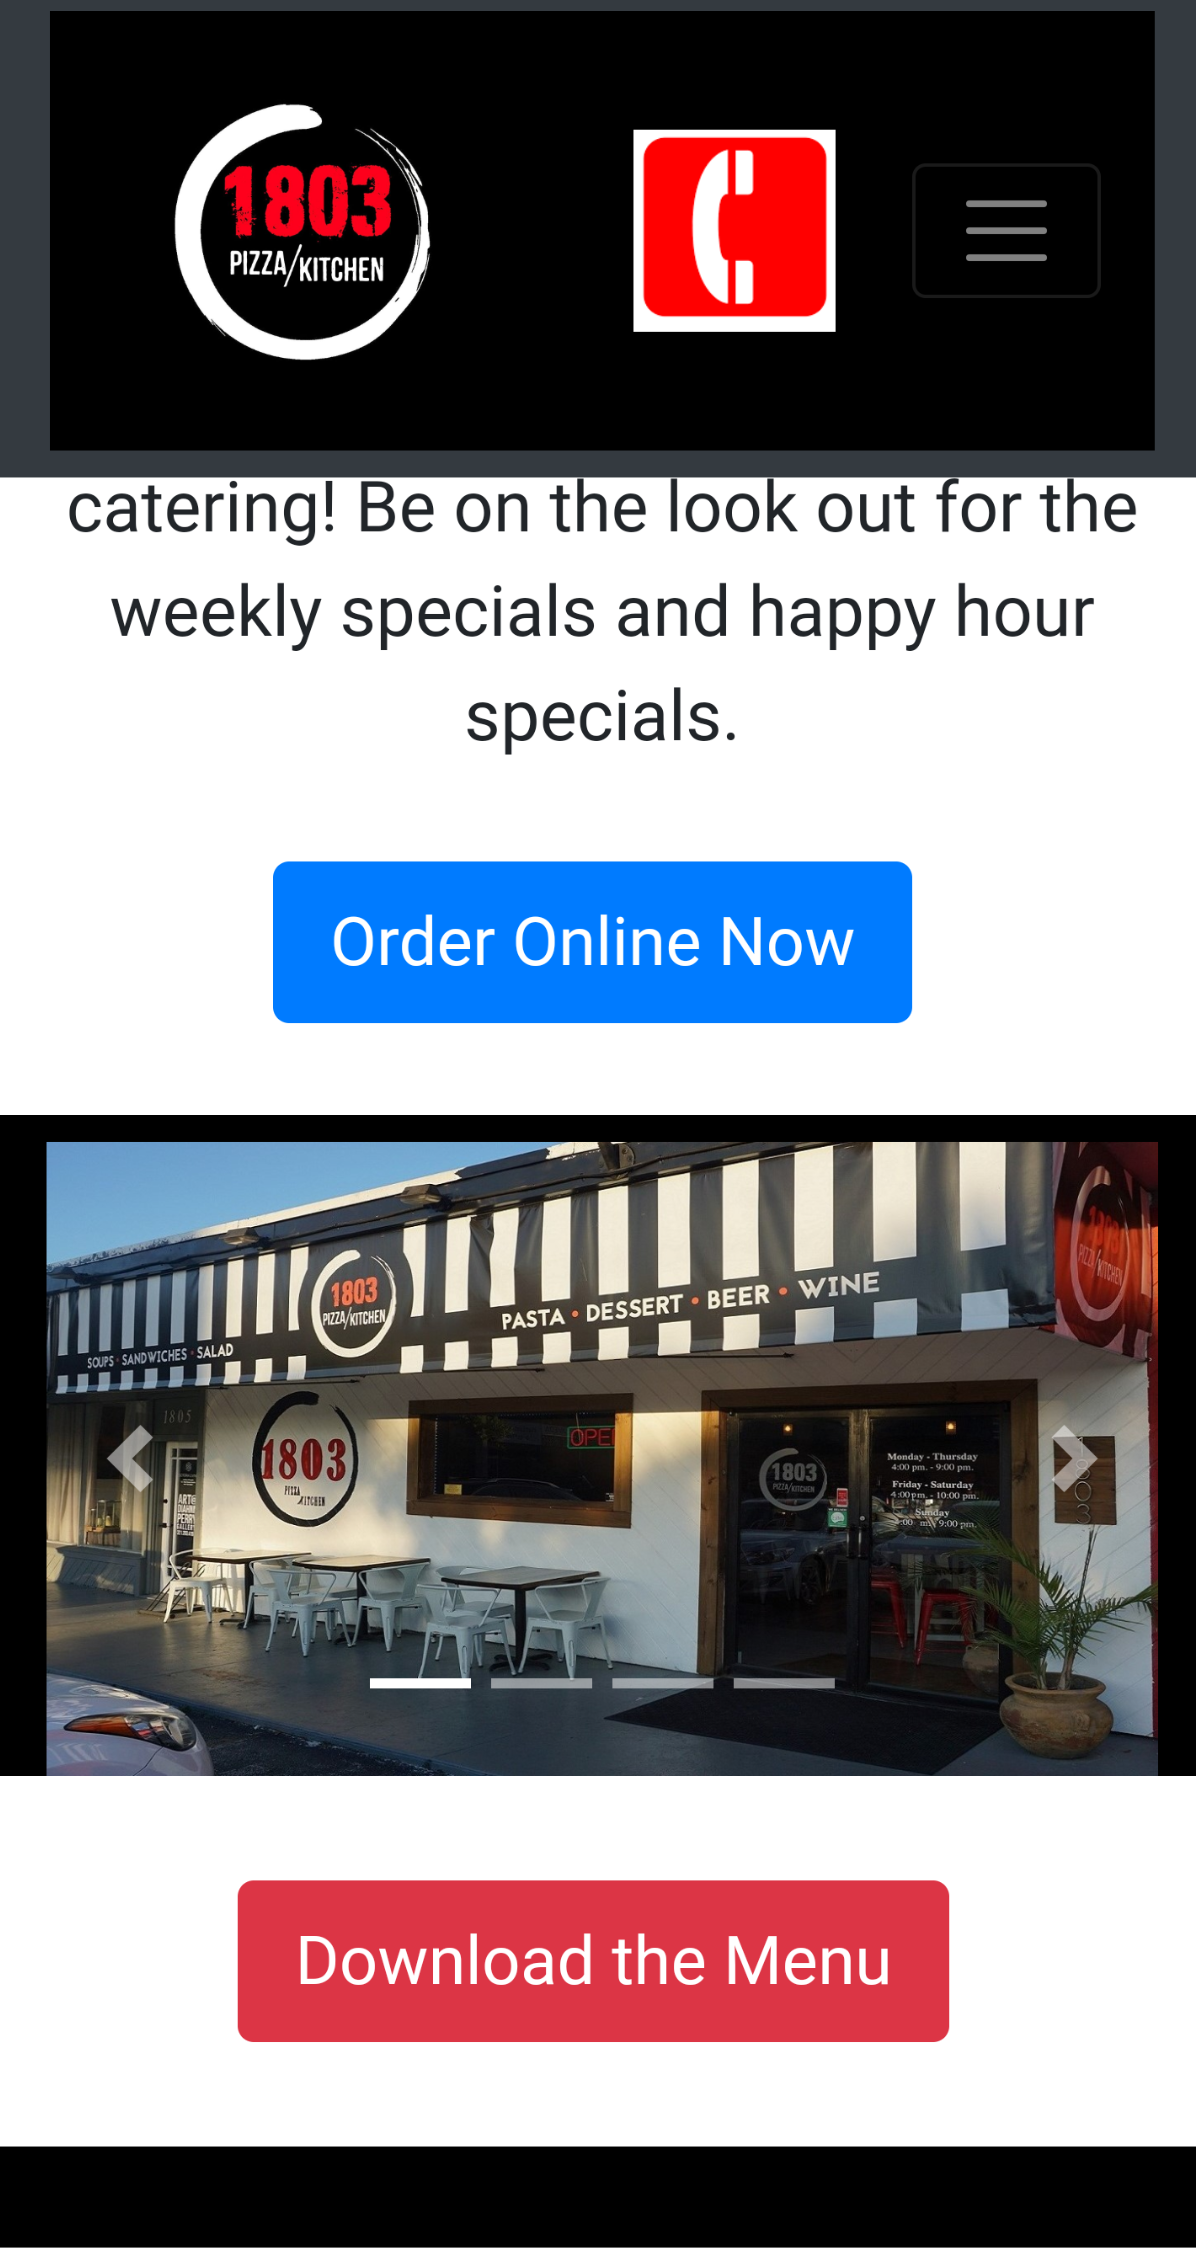 1803
PIZZA/KITCHEN
catering! Be on the look out for the
weekly specials and happy hour
specials.
Order Online Now
1803
PIZZA/KITCHEN
SOUPS • SANDWICHES • SALAD
PASTA • DESSERT • BEER • WINE
1805
1803
PIZZA
KITCHEN
OPE
1803
PIZZA/KITCHEN
Monday - Thursday
4:00 pm. - 9:00 pm.
Friday - Saturday
4:00 pm. - 10:00 pm.
Sunday
9:00 pm.
1803
Download the Menu